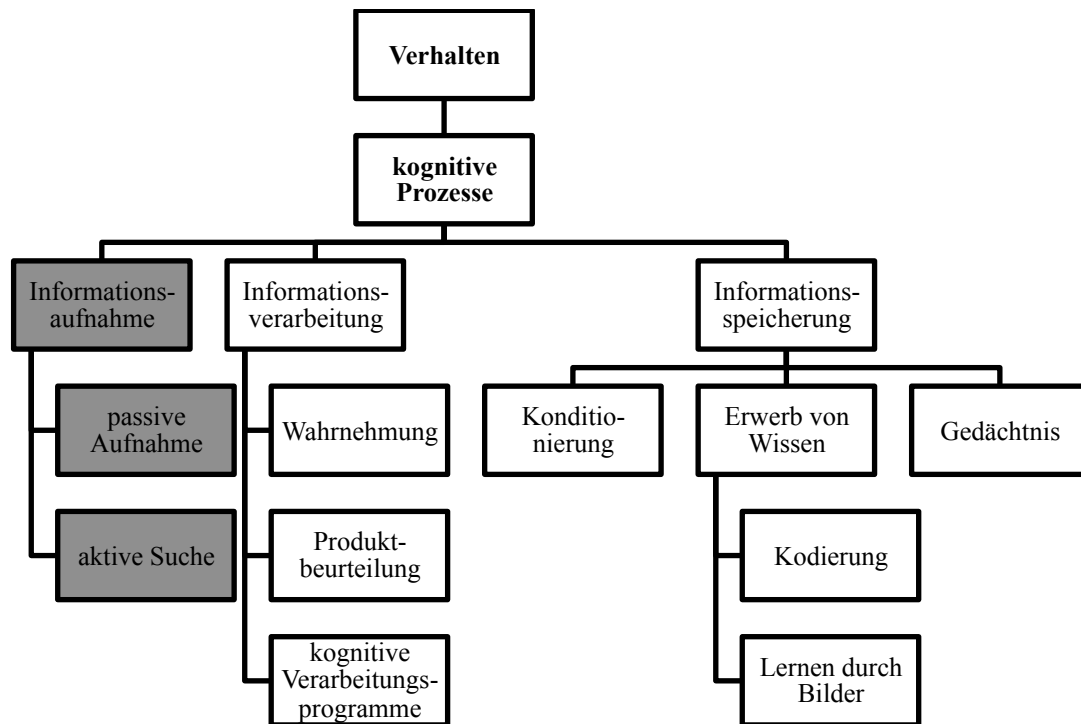 Verhalten
kognitive
Prozesse
Informations-
aufnahme
Informations-
verarbeitung
Informations-
speicherung
passive
Aufnahme
Wahrnehmung
Konditio-
nierung
Erwerb von
Wissen
Gedächtnis
aktive Suche
Produkt-
beurteilung
Kodierung
kognitive
Verarbeitungs-
programme
Lernen durch
Bilder